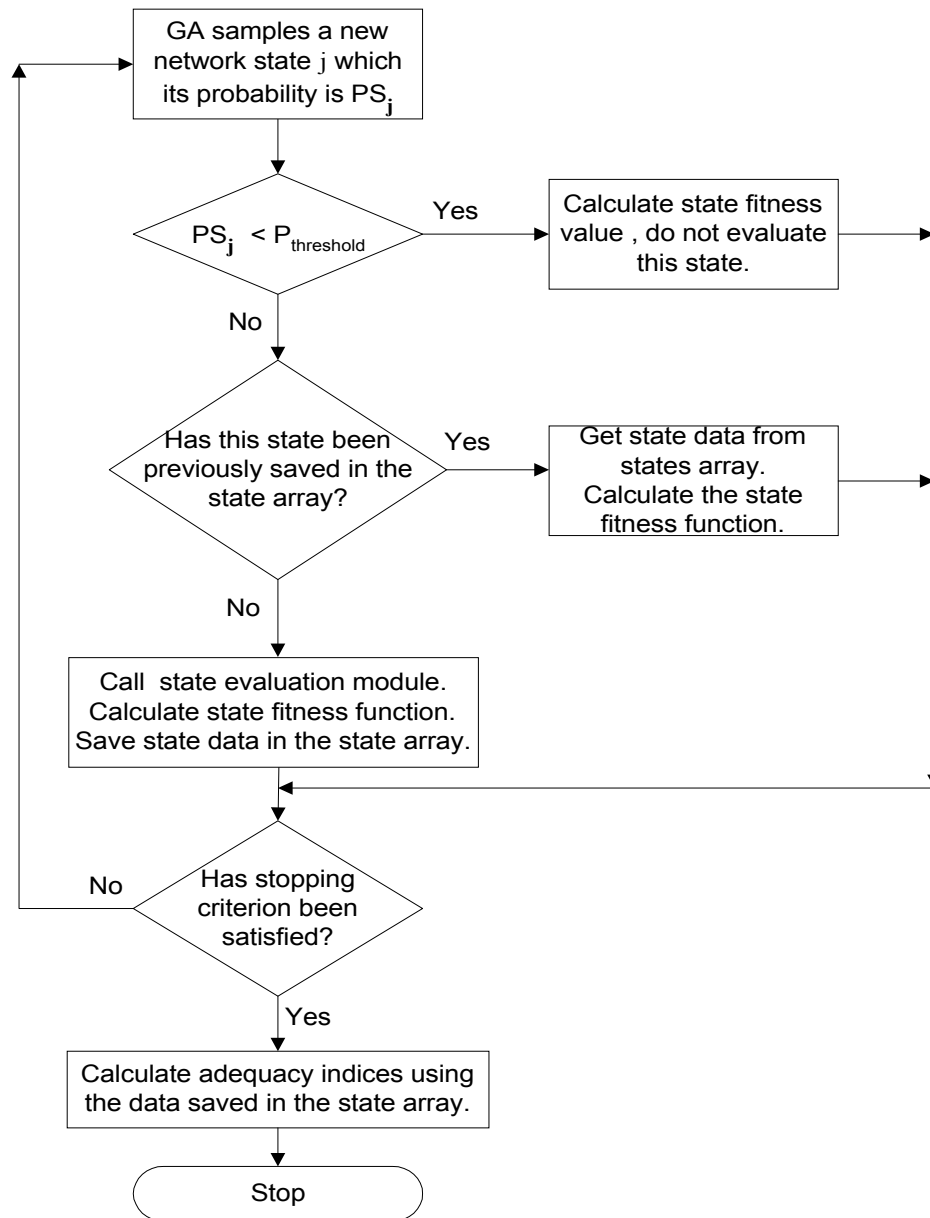 GA samples a new
network state j which
its probability is PSj
PSj < Pthreshold
Yes
Calculate state fitness
value , do not evaluate
this state.
No
Has this state been
previously saved in the
state array?
Yes
Get state data from
states array.
Calculate the state
fitness function.
No
Call state evaluation module.
Calculate state fitness function.
Save state data in the state array.
Has stopping
criterion been
satisfied?
No
Yes
Calculate adequacy indices using
the data saved in the state array.
Stop